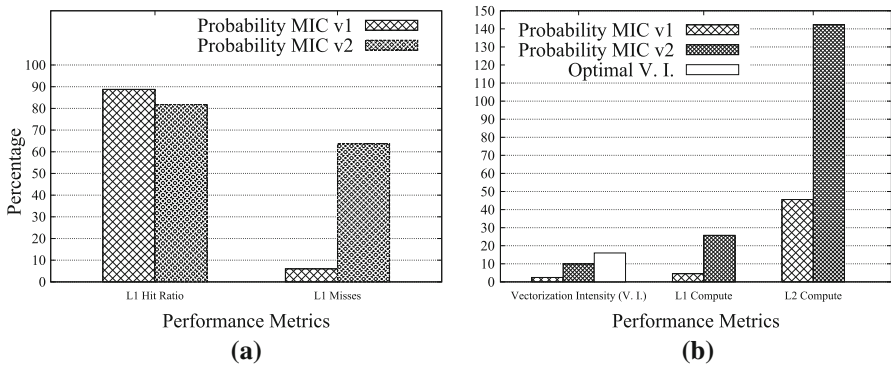 Probability MIC v1
Probability MIC v2
100
90
80
70
60
50
40
30
20
10
0
Percentage
L1 Hit Ratio
L1 Misses
Performance Metrics
(a)
150
140
130
120
110
100
90
80
70
60
50
40
30
20
10
0
Probability MIC v1
Probability MIC v2
Optimal V. I.
Vectorization Intensity (V. I.)
L1 Compute
L2 Compute
Performance Metrics
(b)